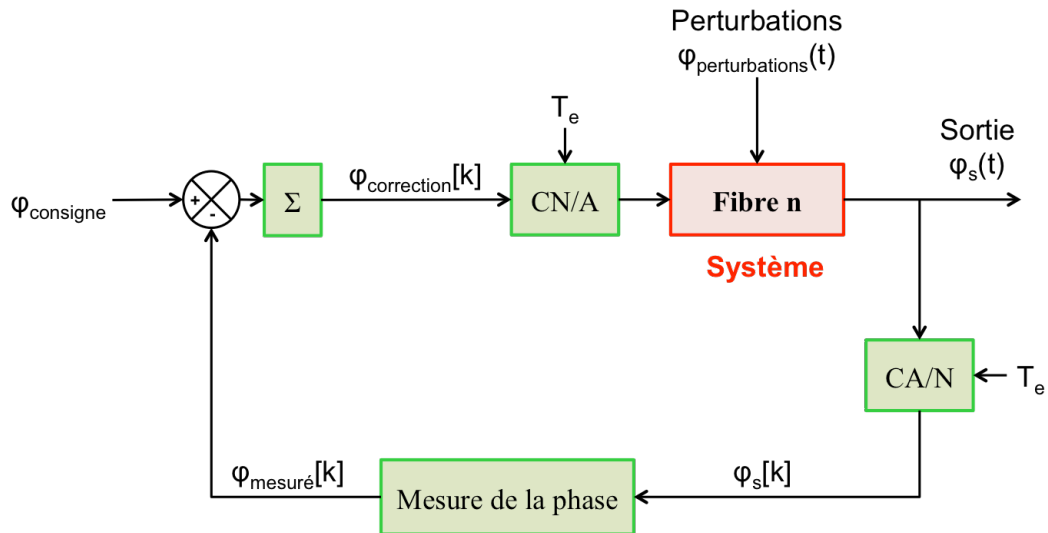 Perturbations
φperturbations(t)
Te
Sortie
φs(t)
φconsigne
+
-
Σ
φcorrection[k]
CN/A
Fibre n
Système
CA/N
Te
φmesuré[k]
Mesure de la phase
φs[k]